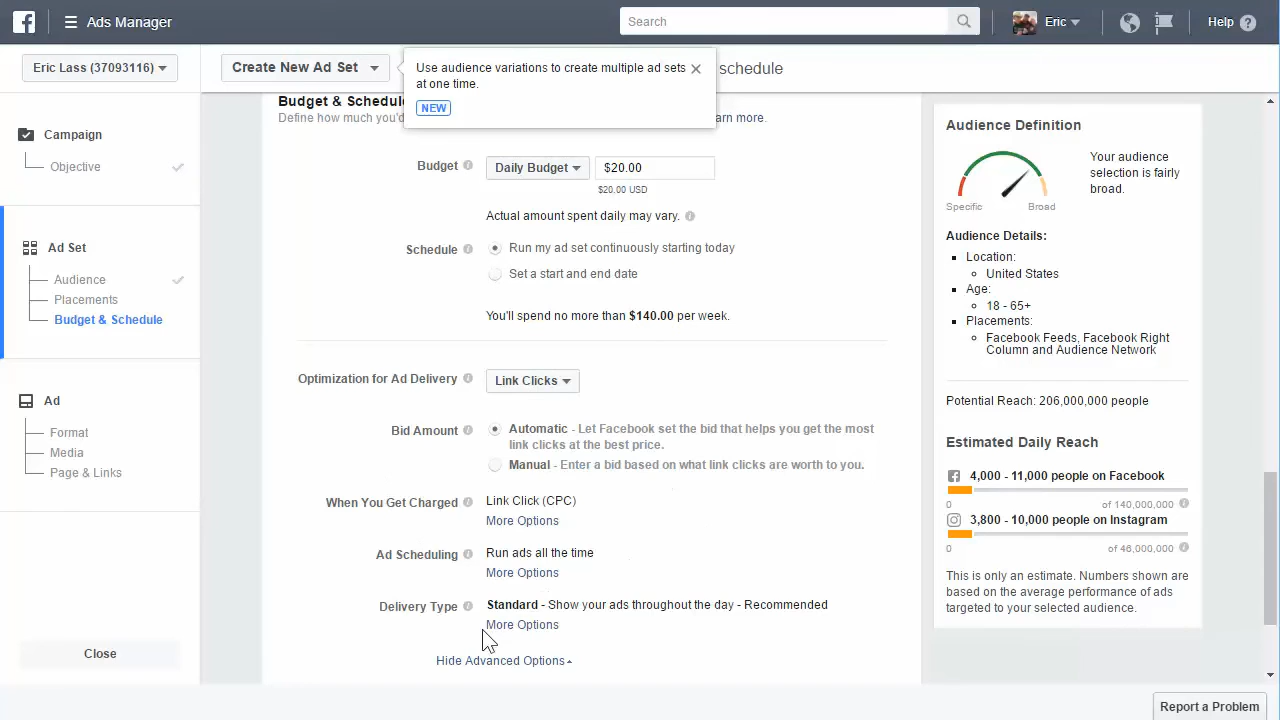 Ads Manager
Search
Eric
Help
Eric Lass (37093116)
Create New Ad Set
Use audience variations to create multiple ad sets
at one time.
NEW
schedule
Campaign
Objective
Ad Set
Audience
Placements
Budget & Schedule
Ad
Format
Media
Page & Links
Close
Budget & Schedule
Define how much you'd
arn more.
Budget
Daily Budget
$20.00
$20.00 USD
Actual amount spent daily may vary.
Schedule
Run my ad set continuously starting today
Set a start and end date
You'll spend no more than $140.00 per week.
Optimization for Ad Delivery
Link Clicks
Bid Amount
Automatic - Let Facebook set the bid that helps you get the most
link clicks at the best price.
Manual - Enter a bid based on what link clicks are worth to you.
When You Get Charged
Link Click (CPC)
More Options
Ad Scheduling
Run ads all the time
More Options
Delivery Type
Standard - Show your ads throughout the day - Recommended
More Options
Hide Advanced Options
Audience Definition
Your audience
selection is fairly
broad.
Specific
Broad
Audience Details:
Location:
United States
Age:
18 - 65+
Placements:
Facebook Feeds, Facebook Right
Column and Audience Network
Potential Reach: 206,000,000 people
Estimated Daily Reach
4,000 - 11,000 people on Facebook
0
of 140,000,000
3,800 - 10,000 people on Instagram
0
of 46,000,000
This is only an estimate. Numbers shown are
based on the average performance of ads
targeted to your selected audience.
Report a Problem